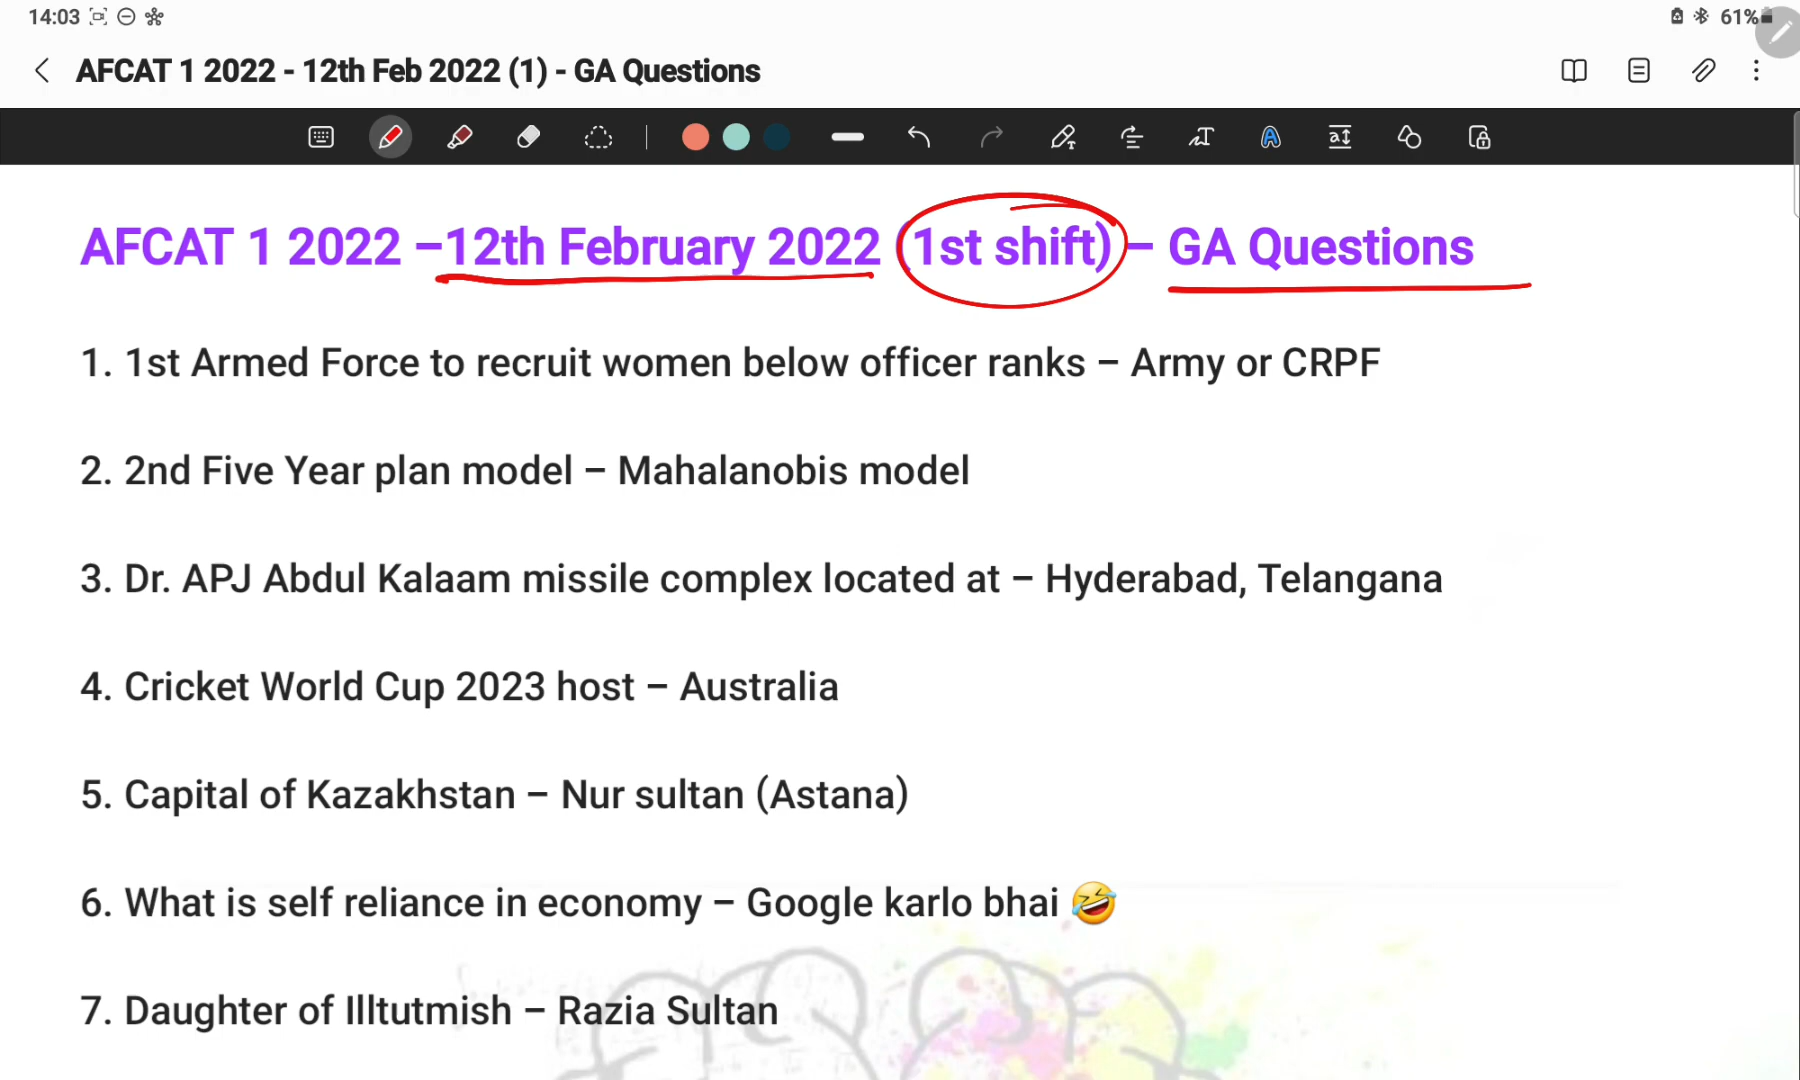 14:03
61%
AFCAT 1 2022 - 12th Feb 2022 (1) - GA Questions
AFCAT 1 2022 –12th February 2022 (1st shift) – GA Questions
1. 1st Armed Force to recruit women below officer ranks – Army or CRPF
2. 2nd Five Year plan model – Mahalanobis model
3. Dr. APJ Abdul Kalaam missile complex located at – Hyderabad, Telangana
4. Cricket World Cup 2023 host – Australia
5. Capital of Kazakhstan – Nur sultan (Astana)
6. What is self reliance in economy – Google karlo bhai 🤣
7. Daughter of Illtutmish – Razia Sultan